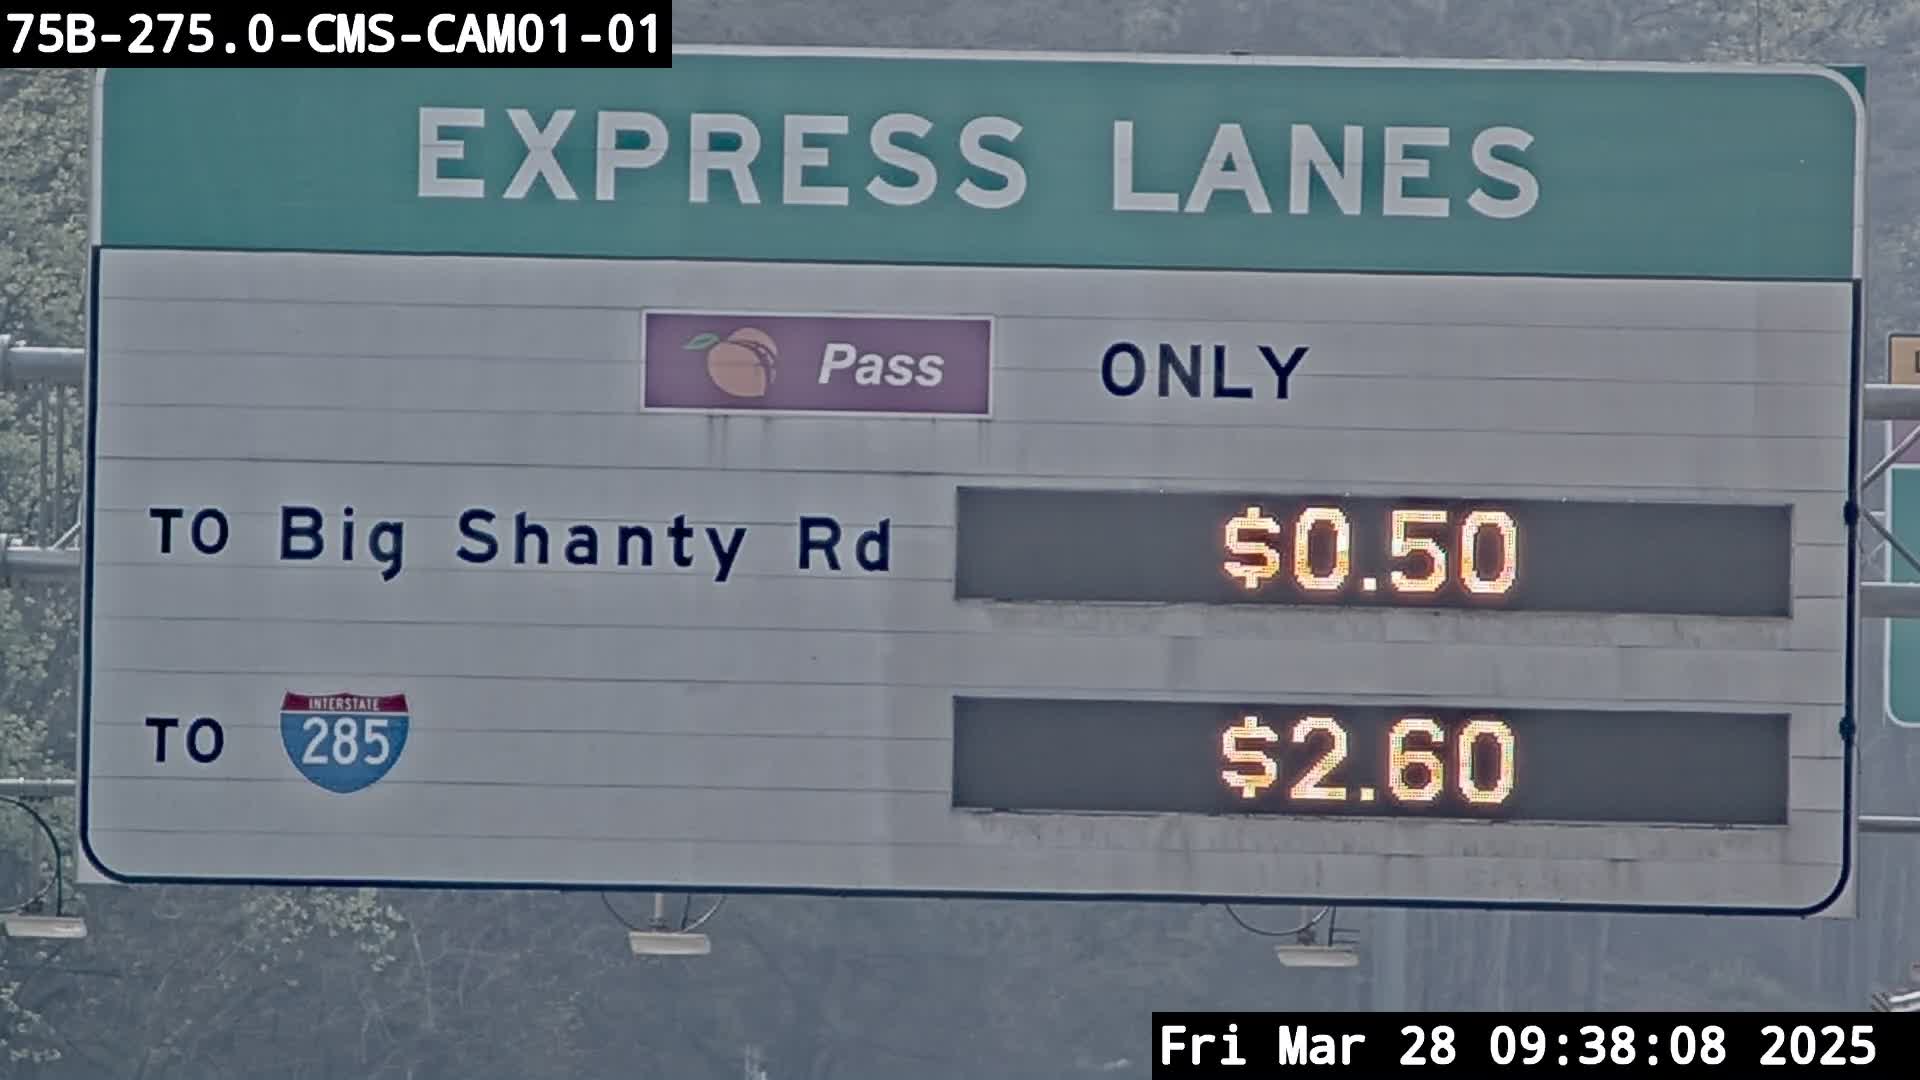 75B-275.0-CMS-CAM01-01
EXPRESS LANES
Pass ONLY
TO Big Shanty Rd $0.50
INTERSTATE
TO 285 $2.60
Fri Mar 28 09:38:08 2025